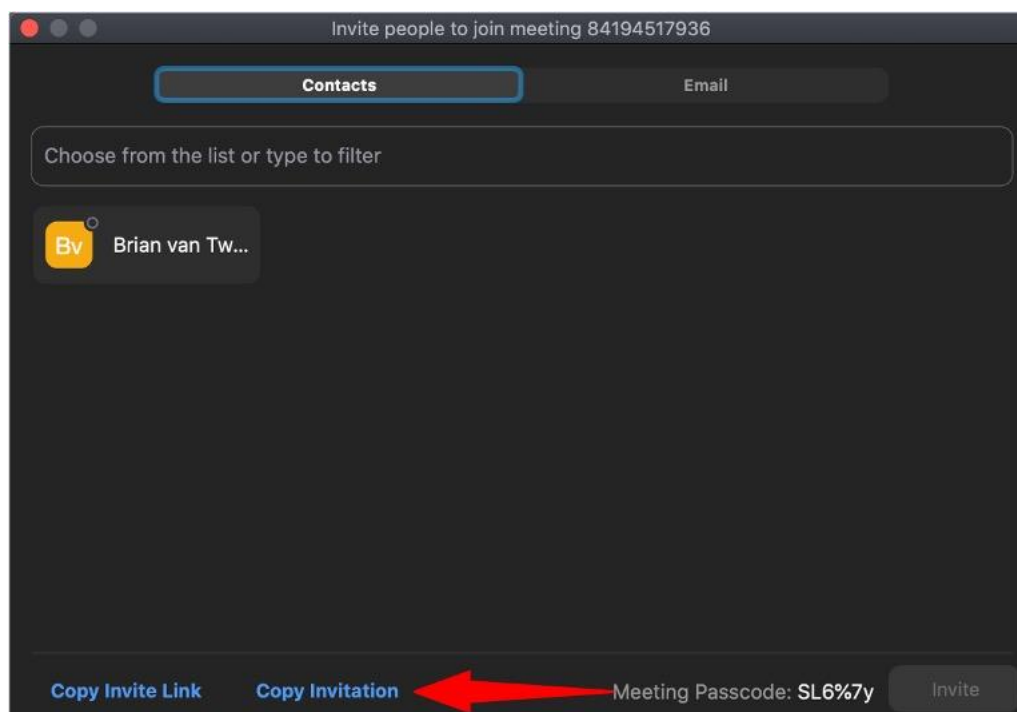 Invite people to join meeting 84194517936
Contacts Email
Choose from the list or type to filter
Bv Brian van Tw...
Copy Invite Link Copy Invitation Meeting Passcode: SL6%7y Invite